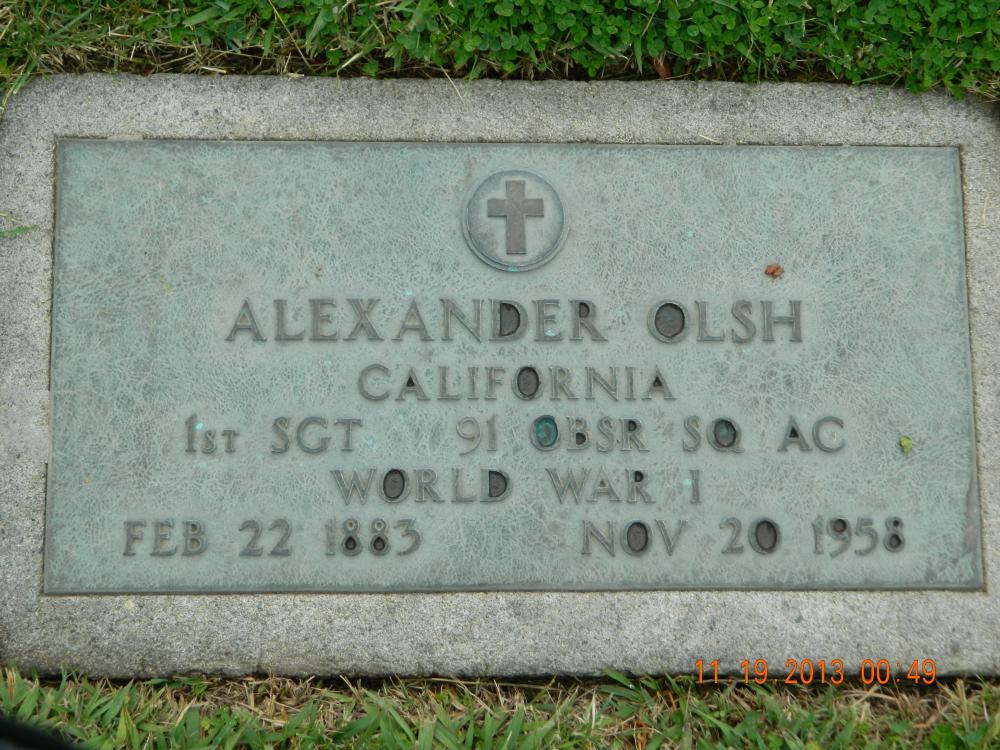 ALEXANDER OLSH
CALIFORNIA
1ST SGT 91 OBSR SQ AC
WORLD WAR I
FEB 22 1883 NOV 20 1958
11 19 2013 00:49